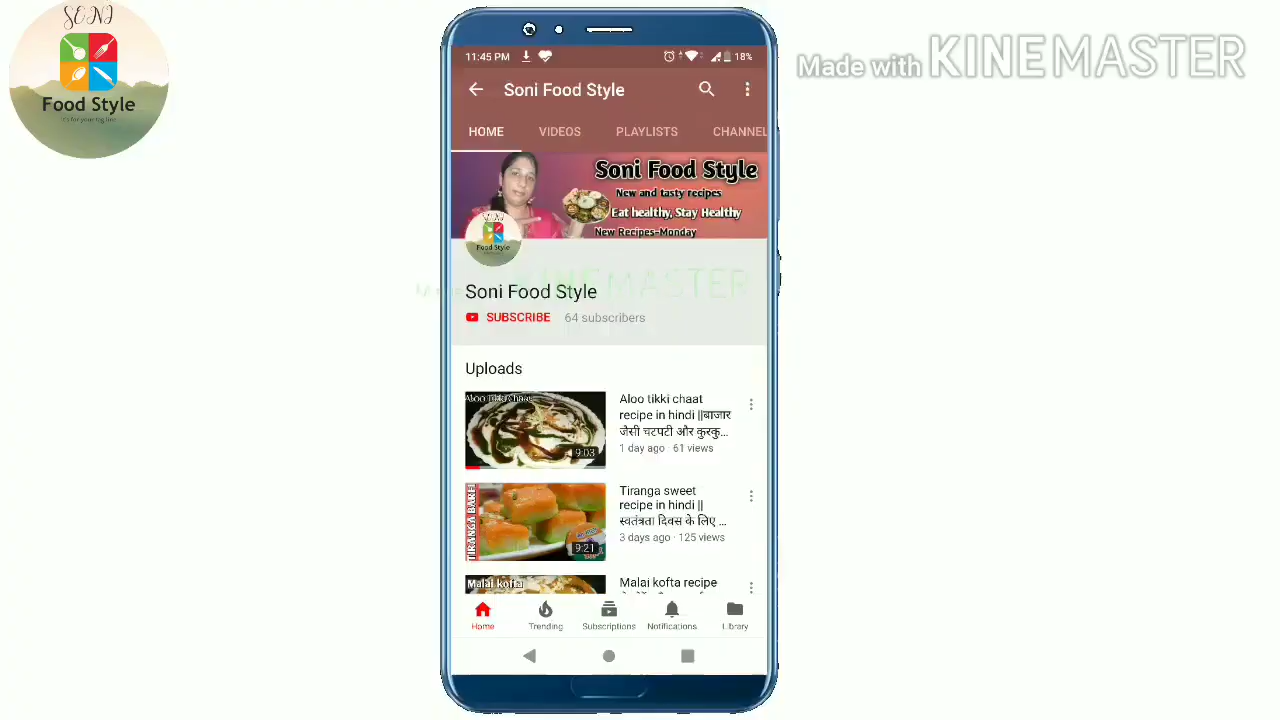 SONI
Food Style
Made with KINEMASTER
11:45 PM
18%
Soni Food Style
HOME VIDEOS PLAYLISTS CHANNEL
Soni Food Style
New and tasty recipes
Eat healthy, Stay Healthy
New Recipes-Monday
SONI
Food Style
KINEMASTER
Soni Food Style
SUBSCRIBE 64 subscribers
Uploads
Aloo Tikki Chaat
9:03
Aloo tikki chaat
recipe in hindi ||बाजार
जैसी चटपटी और कुरकु...
1 day ago · 61 views
TIRANGA BARFI
9:21
Tiranga sweet
recipe in hindi ||
स्वतंत्रता दिवस के लिए ...
3 days ago · 125 views
Malai kofta
Malai kofta recipe
Home Trending Subscriptions Notifications Library